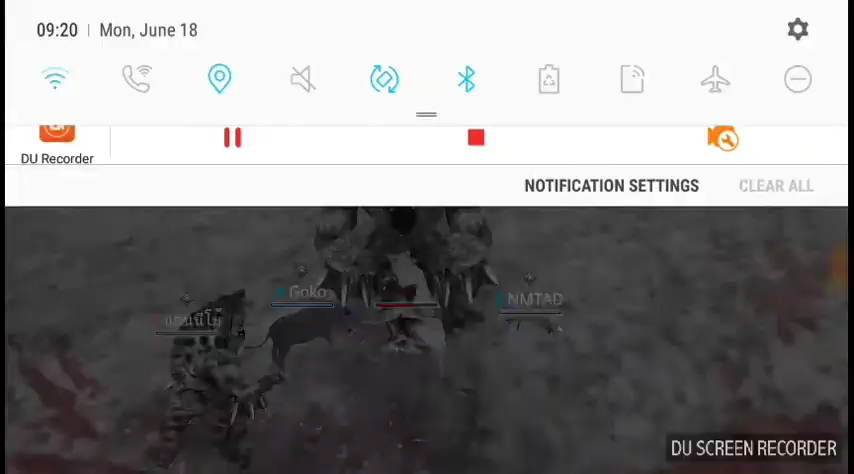 09:20 | Mon, June 18
DU Recorder
NOTIFICATION SETTINGS CLEAR ALL
Goko
NMTAD
DU SCREEN RECORDER